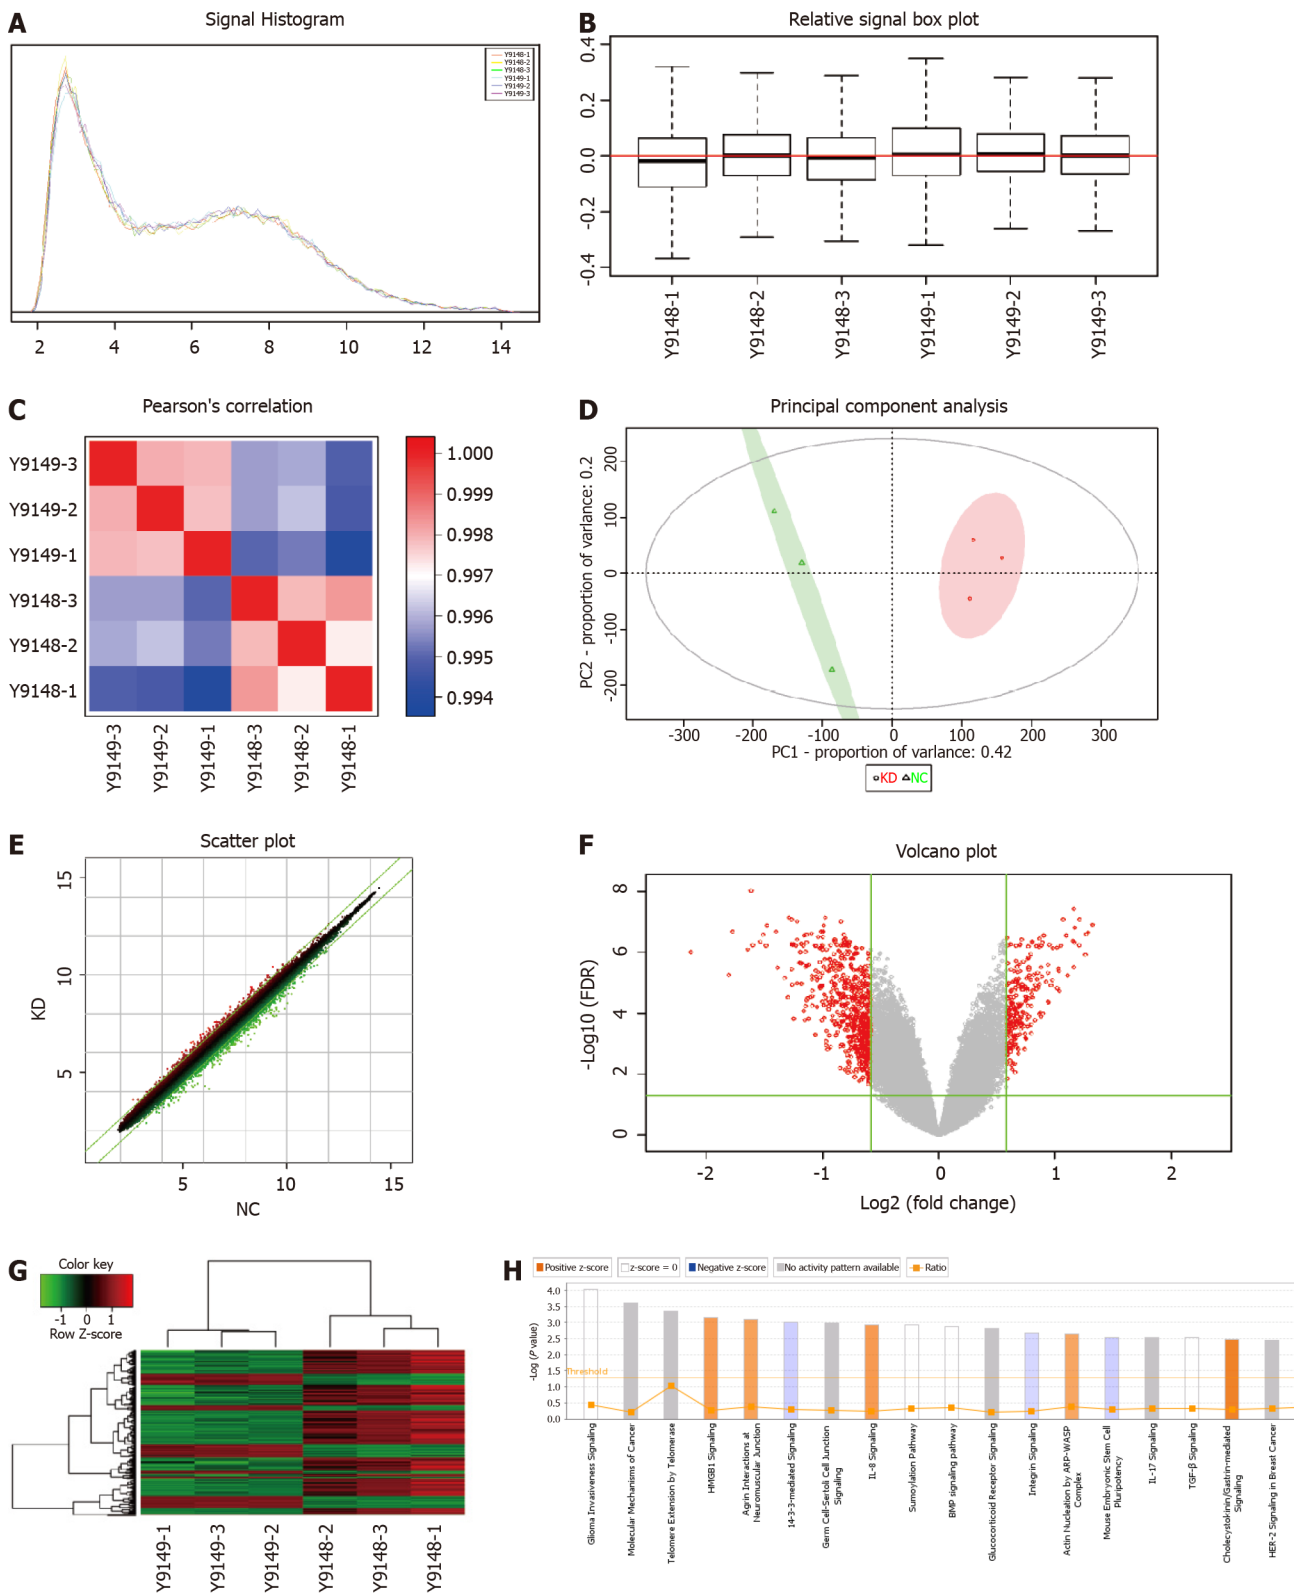 A
Signal Histogram
Y9148-1
Y9148-2
Y9148-3
Y9149-1
Y9149-2
Y9149-3
2
4
6
8
10
12
14
B
Relative signal box plot
0.4
0.2
0.0
-0.2
-0.4
Y9148-1
Y9148-2
Y9148-3
Y9149-1
Y9149-2
Y9149-3
C
Pearson's correlation
Y9149-3
Y9149-2
Y9149-1
Y9148-3
Y9148-2
Y9148-1
Y9149-3
Y9149-2
Y9149-1
Y9148-3
Y9148-2
Y9148-1
1.000
0.999
0.998
0.997
0.996
0.995
0.994
D
Principal component analysis
PC2 - proportion of variance: 0.2
200
100
0
-100
-200
-300
-200
-100
0
100
200
300
PC1 - proportion of variance: 0.42
KD NC
E
Scatter plot
KD
15
10
5
5
10
15
NC
F
Volcano plot
-Log10 (FDR)
8
6
4
2
0
-2
-1
0
1
2
Log2 (fold change)
G
Color key
-1
0
1
Row Z-score
Y9149-1
Y9149-3
Y9149-2
Y9148-2
Y9148-3
Y9148-1
H
Positive z-score
z-score = 0
Negative z-score
No activity pattern available
Ratio
-Log (P value)
4.0
3.5
3.0
2.5
2.0
1.5
1.0
0.5
0.0
Threshold
Glioma Invasiveness Signaling
Molecular Mechanisms of Cancer
Telomere Extension by Telomerase
HMGB1 Signaling
Agrin Interactions at
Neuromuscular Junction
14-3-3-mediated Signaling
Germ Cell-Sertoli Cell Junction
Signaling
IL-8 Signaling
Sumoylation Pathway
BMP signaling pathway
Glucocorticoid Receptor Signaling
Integrin Signaling
Actin Nucleation by ARP-WASP
Complex
Mouse Embryonic Stem Cell
Pluripotency
IL-17 Signaling
TGF-β Signaling
Cholecystokinin/Gastrin-mediated
Signaling
HER-2 Signaling in Breast Cancer